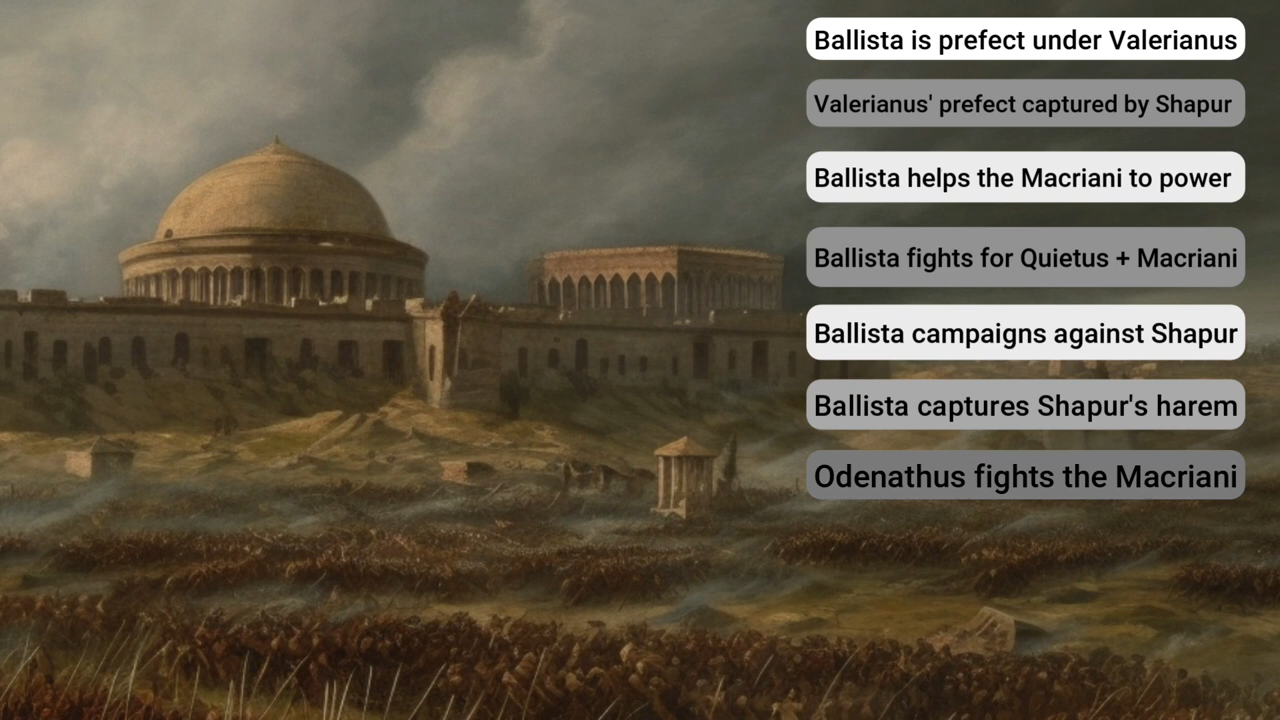 Ballista is prefect under Valerianus
Valerianus' prefect captured by Shapur
Ballista helps the Macriani to power
Ballista fights for Quietus + Macriani
Ballista campaigns against Shapur
Ballista captures Shapur's harem
Odenathus fights the Macriani